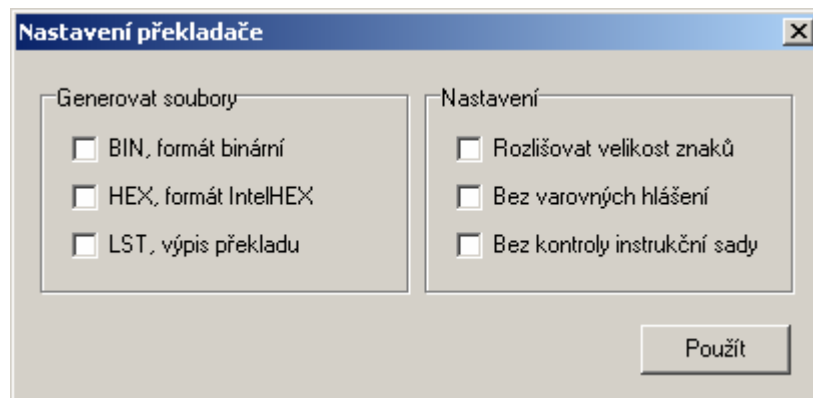 Nastavení překladače
Generovat soubory
BIN, formát binární
HEX, formát IntelHEX
LST, výpis překladu
Nastavení
Rozlišovat velikost znaků
Bez varovných hlášení
Bez kontroly instrukční sady
Použít